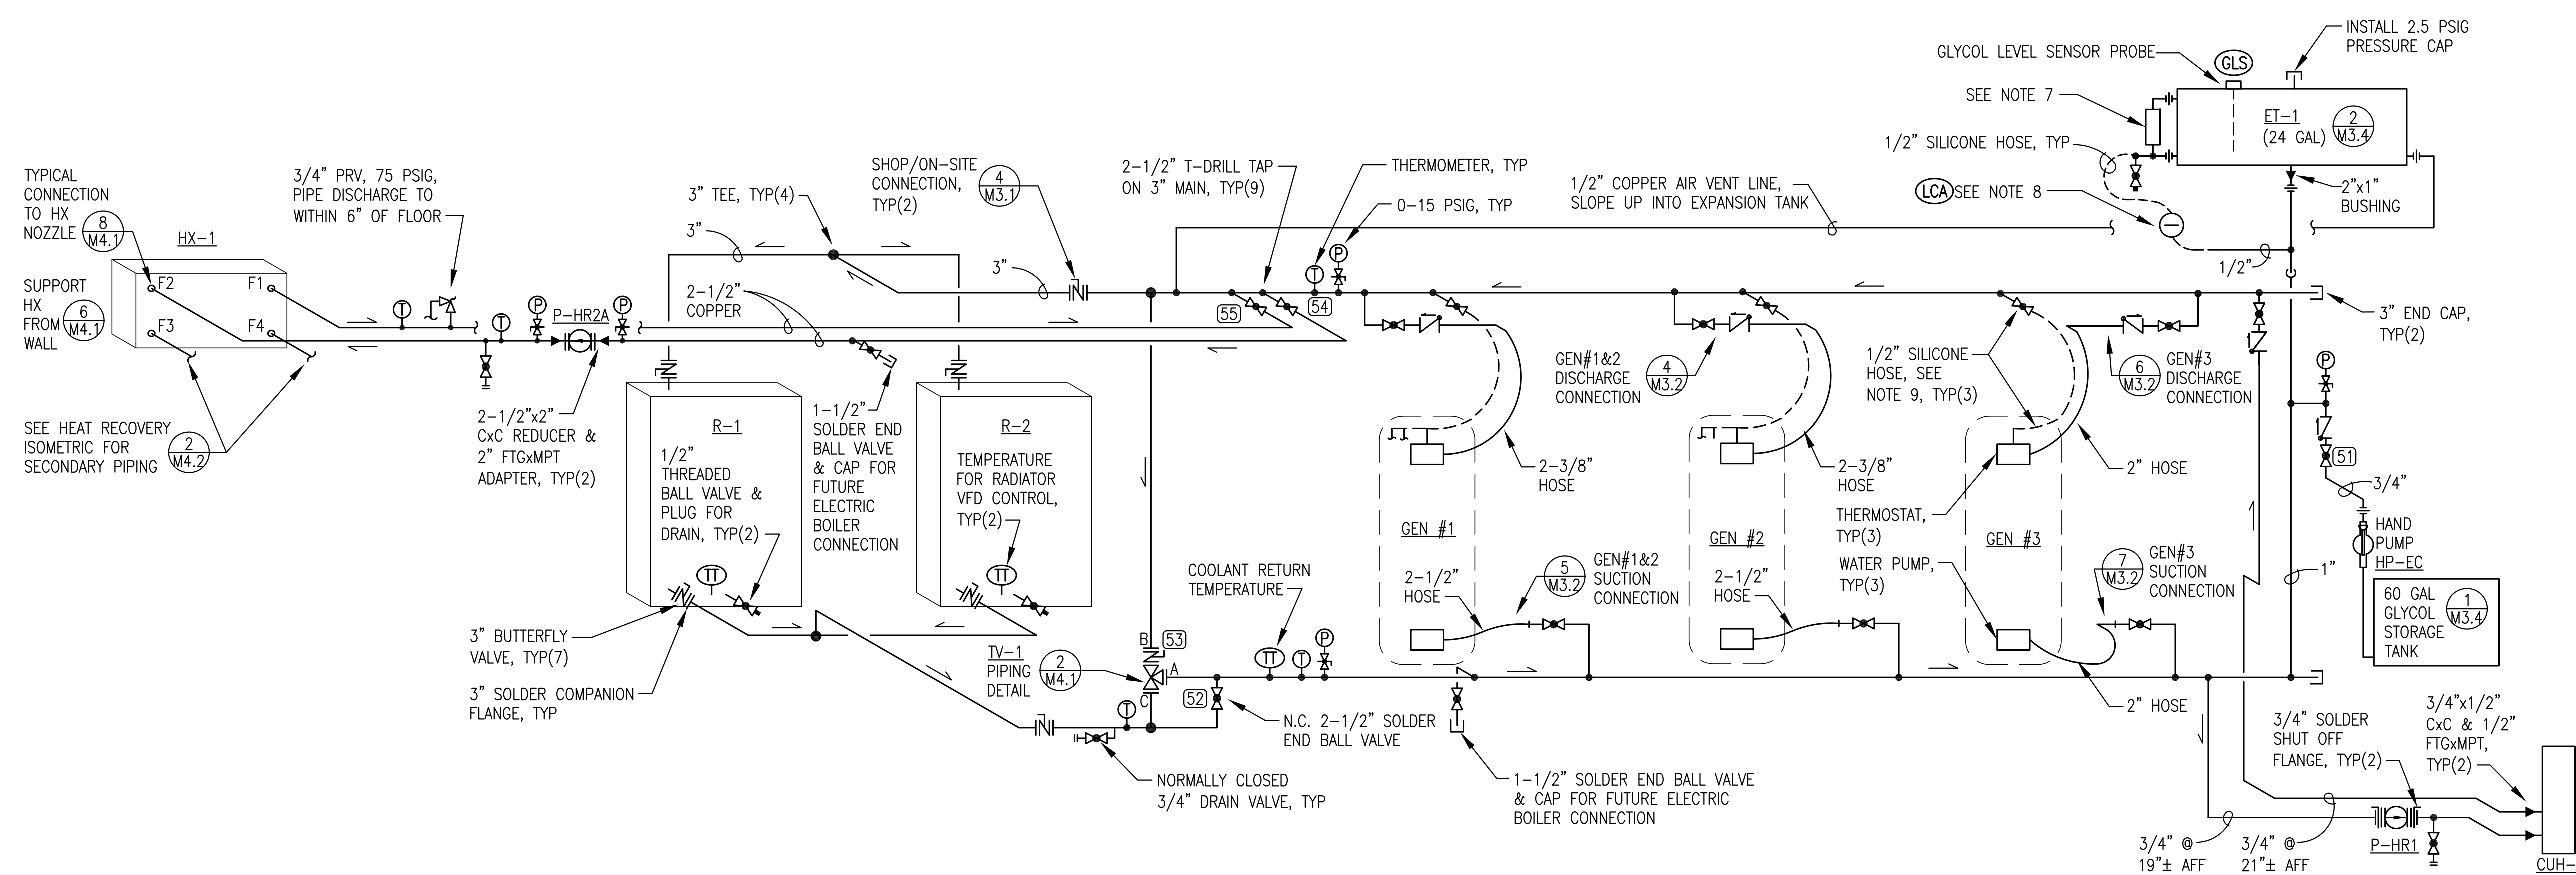 TYPICAL
CONNECTION
TO HX
NOZZLE
8
M4.1
HX-1
F2
F1
F3
F4
SUPPORT
HX
FROM
WALL
6
M4.1
SEE HEAT RECOVERY
ISOMETRIC FOR
SECONDARY PIPING
2
M4.2
3/4" PRV, 75 PSIG,
PIPE DISCHARGE TO
WITHIN 6" OF FLOOR
T
T
P
P-HR2A
P
2-1/2"x2"
CxC REDUCER &
2" FTGxMPT
ADAPTER, TYP(2)
3" TEE, TYP(4)
3"
2-1/2"
COPPER
SHOP/ON-SITE
CONNECTION,
TYP(2)
4
M3.1
3"
R-1
1/2"
THREADED
BALL VALVE &
PLUG FOR
DRAIN, TYP(2)
TT
1-1/2"
SOLDER END
BALL VALVE
& CAP FOR
FUTURE
ELECTRIC
BOILER
CONNECTION
R-2
TEMPERATURE
FOR RADIATOR
VFD CONTROL,
TYP(2)
TT
3" BUTTERFLY
VALVE, TYP(7)
3" SOLDER COMPANION
FLANGE, TYP
2-1/2" T-DRILL TAP
ON 3" MAIN, TYP(9)
THERMOMETER, TYP
0-15 PSIG, TYP
P
T
55
54
1/2" COPPER AIR VENT LINE,
SLOPE UP INTO EXPANSION TANK
GLYCOL LEVEL SENSOR PROBE
GLS
INSTALL 2.5 PSIG
PRESSURE CAP
SEE NOTE 7
ET-1
(24 GAL)
2
M3.4
1/2" SILICONE HOSE, TYP
LCA
SEE NOTE 8
2"x1"
BUSHING
1/2"
3" END CAP,
TYP(2)
GEN#1&2
DISCHARGE
CONNECTION
4
M3.2
1/2" SILICONE
HOSE, SEE
NOTE 9, TYP(3)
6
M3.2
GEN#3
DISCHARGE
CONNECTION
P
51
3/4"
2-3/8"
HOSE
2-3/8"
HOSE
2" HOSE
GEN #1
GEN #2
GEN #3
THERMOSTAT,
TYP(3)
WATER PUMP,
TYP(3)
HAND
PUMP
HP-EC
60 GAL
GLYCOL
STORAGE
TANK
1
M3.4
1"
COOLANT RETURN
TEMPERATURE
2-1/2"
HOSE
5
M3.2
GEN#1&2
SUCTION
CONNECTION
2-1/2"
HOSE
7
M3.2
GEN#3
SUCTION
CONNECTION
TV-1
PIPING
DETAIL
2
M4.1
B
53
A
C
52
TT
T
P
T
N.C. 2-1/2" SOLDER
END BALL VALVE
NORMALLY CLOSED
3/4" DRAIN VALVE, TYP
1-1/2" SOLDER END BALL VALVE
& CAP FOR FUTURE ELECTRIC
BOILER CONNECTION
2" HOSE
3/4" SOLDER
SHUT OFF
FLANGE, TYP(2)
3/4"x1/2"
CxC & 1/2"
FTGxMPT,
TYP(2)
3/4" @
19"± AFF
3/4" @
21"± AFF
P-HR1
CUH-